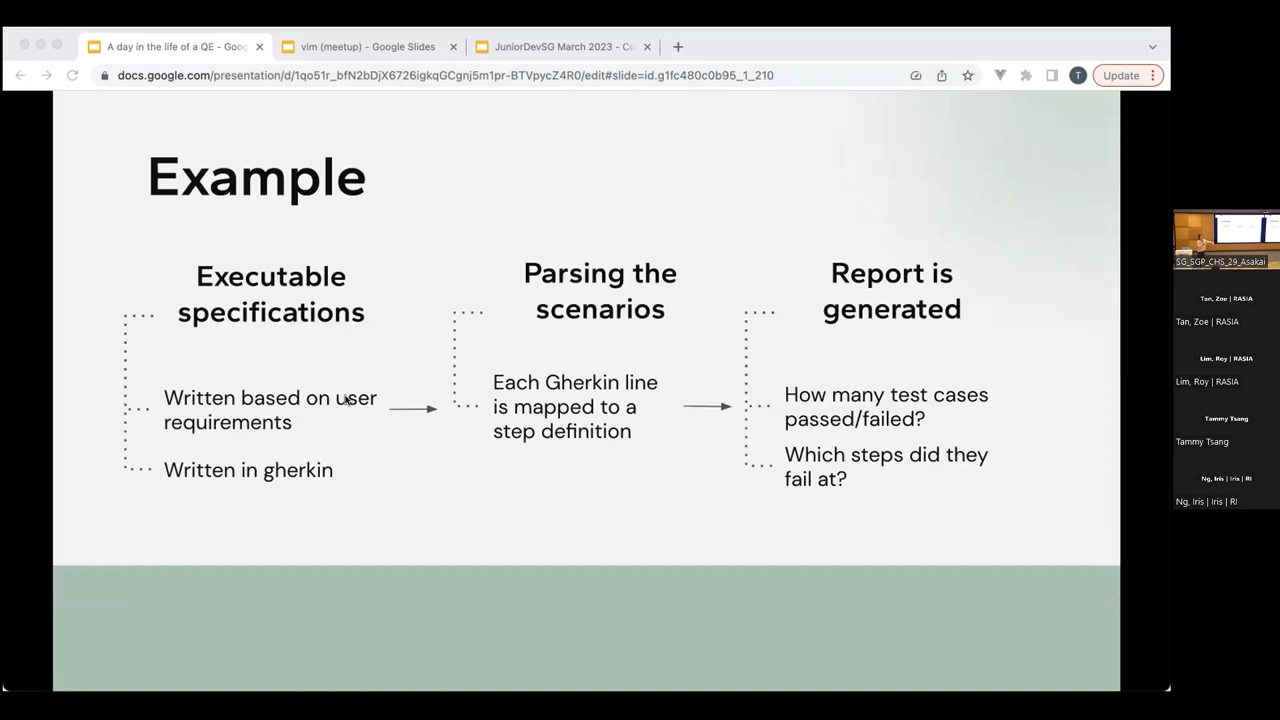 A day in the life of a QE - Goog
vim (meetup) - Google Slides
JuniorDevSG March 2023 - Co
docs.google.com/presentation/d/1qo51r_bfN2bDjX6726igkqGCgnj5m1pr-BTVpycZ4R0/edit#slide=id.g1fc480c0b95_1_210
T
Update
Example
Executable
specifications
Written based on user
requirements
Written in gherkin
Parsing the
scenarios
Each Gherkin line
is mapped to a
step definition
Report is
generated
How many test cases
passed/failed?
Which steps did they
fail at?
SG_SGP_CHS_29_Asakai
Tan, Zoe | RASIA
Tan, Zoe | RASIA
Lim, Roy | RASIA
Lim, Roy | RASIA
Tammy Tsang
Tammy Tsang
Ng, Iris | Iris | RI
Ng, Iris | Iris | RI